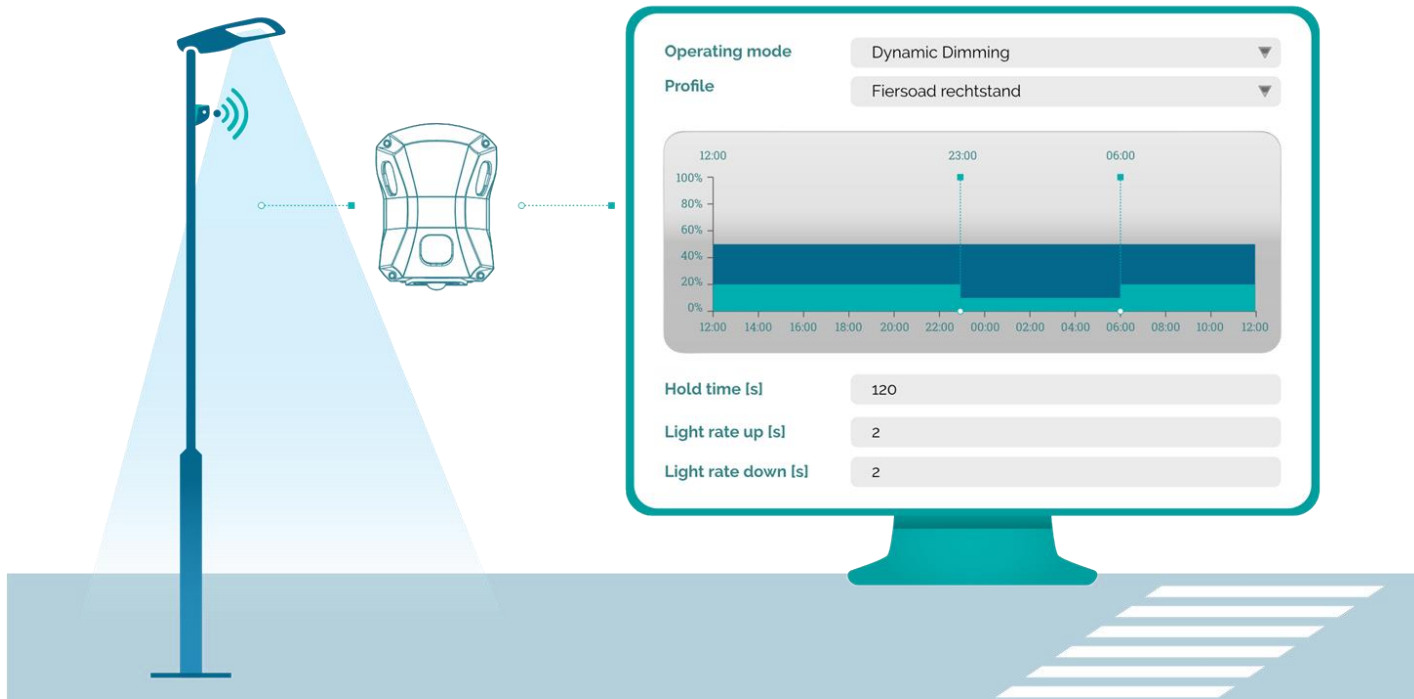 Operating mode
Dynamic Dimming
Profile
Fiersoad rechtstand
12:00 23:00 06:00
100%
80%
60%
40%
20%
0%
12:00 14:00 16:00 18:00 20:00 22:00 00:00 02:00 04:00 06:00 08:00 10:00 12:00
Hold time [s]
120
Light rate up [s]
2
Light rate down [s]
2